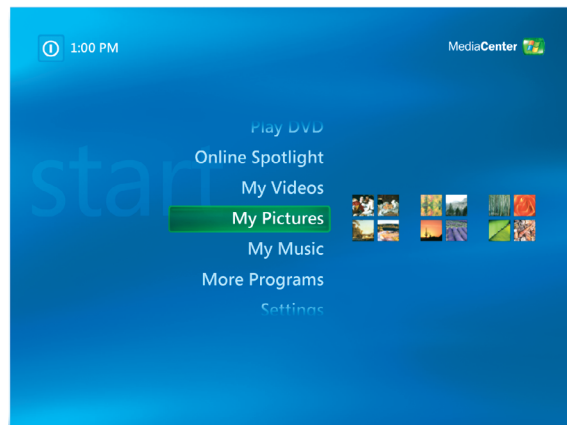 1:00 PM
MediaCenter
start
Play DVD
Online Spotlight
My Videos
My Pictures
My Music
More Programs
Settings